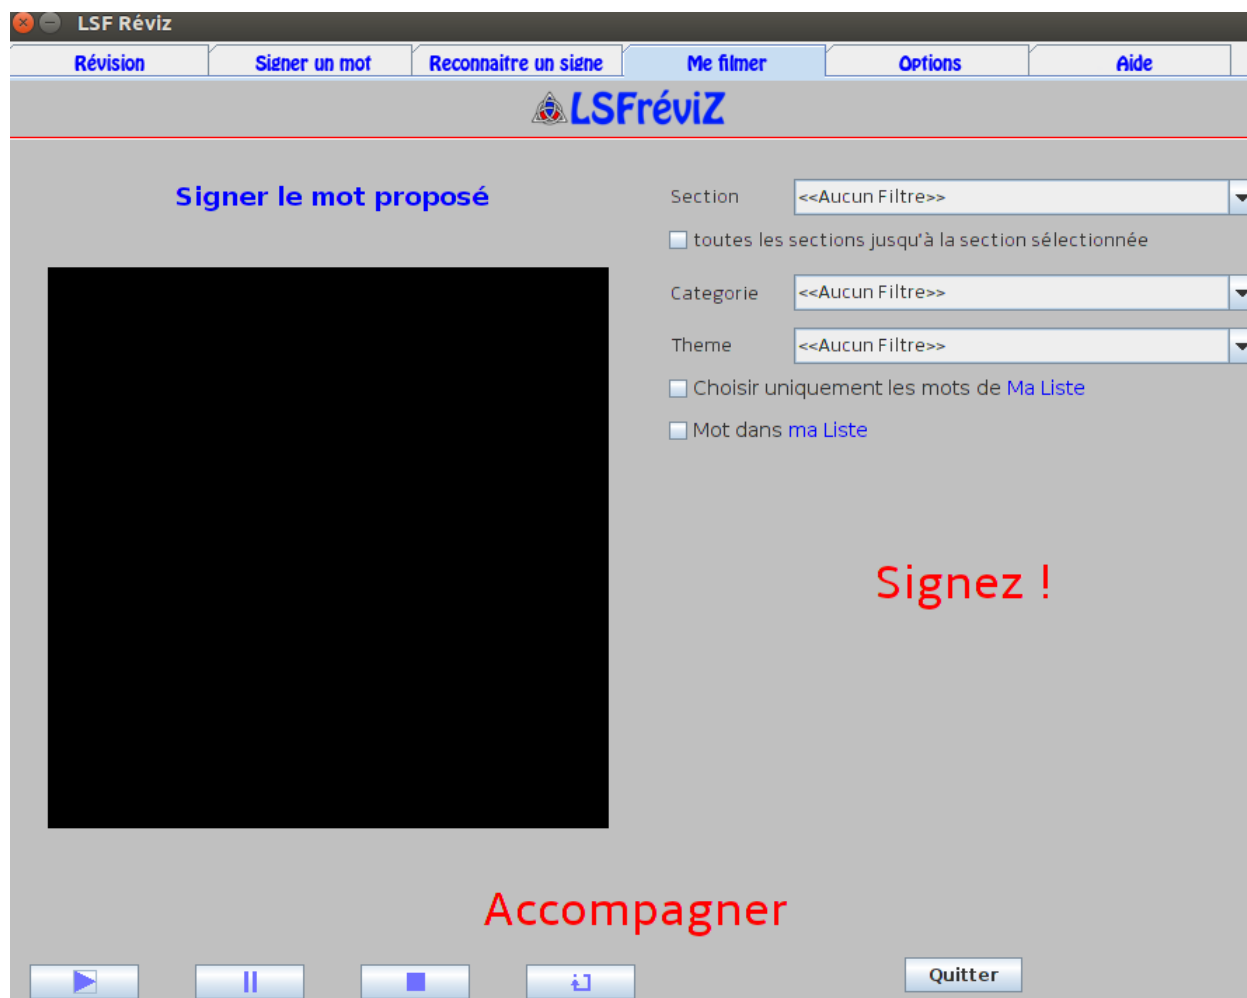 LSF Réviz
Révision Signer un mot Reconnaitre un signe Me filmer Options Aide
LSFréviZ
Signer le mot proposé
Section <<Aucun Filtre>>
toutes les sections jusqu'à la section sélectionnée
Categorie <<Aucun Filtre>>
Theme <<Aucun Filtre>>
Choisir uniquement les mots de Ma Liste
Mot dans ma Liste
Signez !
Accompagner
Quitter